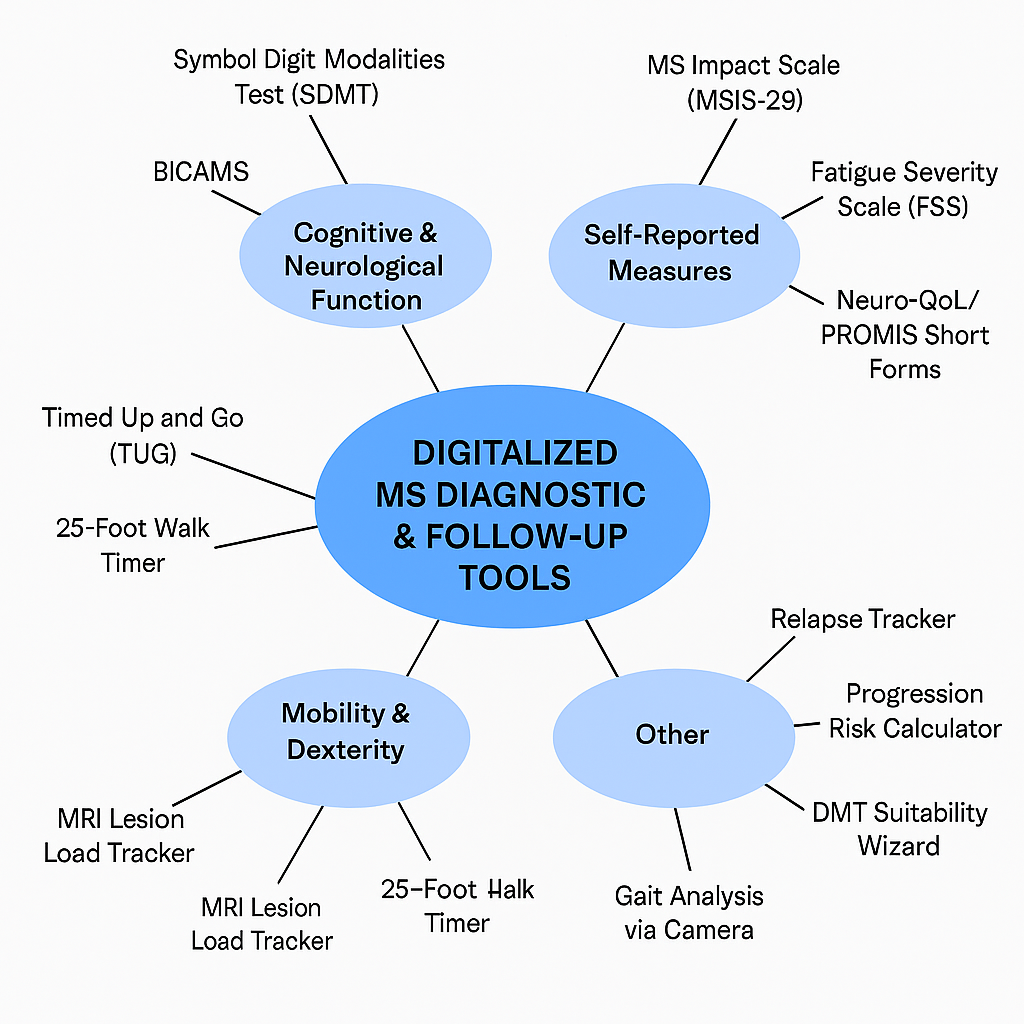 Symbol Digit Modalities
Test (SDMT)
BICAMS
Cognitive &
Neurological
Function
MS Impact Scale
(MSIS-29)
Fatigue Severity
Scale (FSS)
Self-Reported
Measures
Neuro-QoL/
PROMIS Short
Forms
Timed Up and Go
(TUG)
25-Foot Walk
Timer
DIGITALIZED
MS DIAGNOSTIC
& FOLLOW-UP
TOOLS
Mobility &
Dexterity
MRI Lesion
Load Tracker
MRI Lesion
Load Tracker
25-Foot Halk
Timer
Other
Relapse Tracker
Progression
Risk Calculator
DMT Suitability
Wizard
Gait Analysis
via Camera